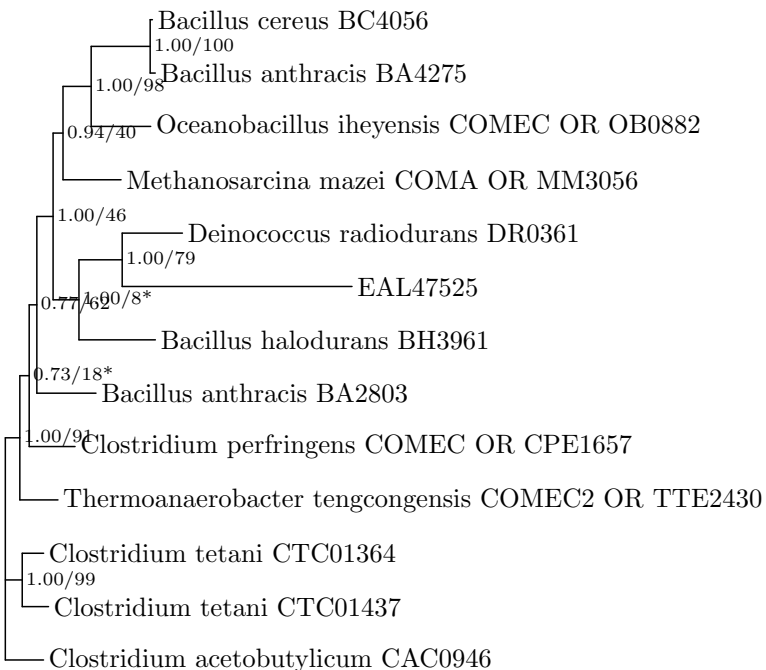 Bacillus cereus BC4056
1.00/100
Bacillus anthracis BA4275
1.00/98
Oceanobacillus iheyensis COMEC OR OB0882
0.94/40
Methanosarcina mazei COMA OR MM3056
1.00/46
Deinococcus radiodurans DR0361
1.00/79
EAL47525
0.77/62
1.00/8*
Bacillus halodurans BH3961
0.73/18*
Bacillus anthracis BA2803
1.00/91
Clostridium perfringens COMEC OR CPE1657
Thermoanaerobacter tengcongensis COMEC2 OR TTE2430
Clostridium tetani CTC01364
1.00/99
Clostridium tetani CTC01437
Clostridium acetobutylicum CAC0946